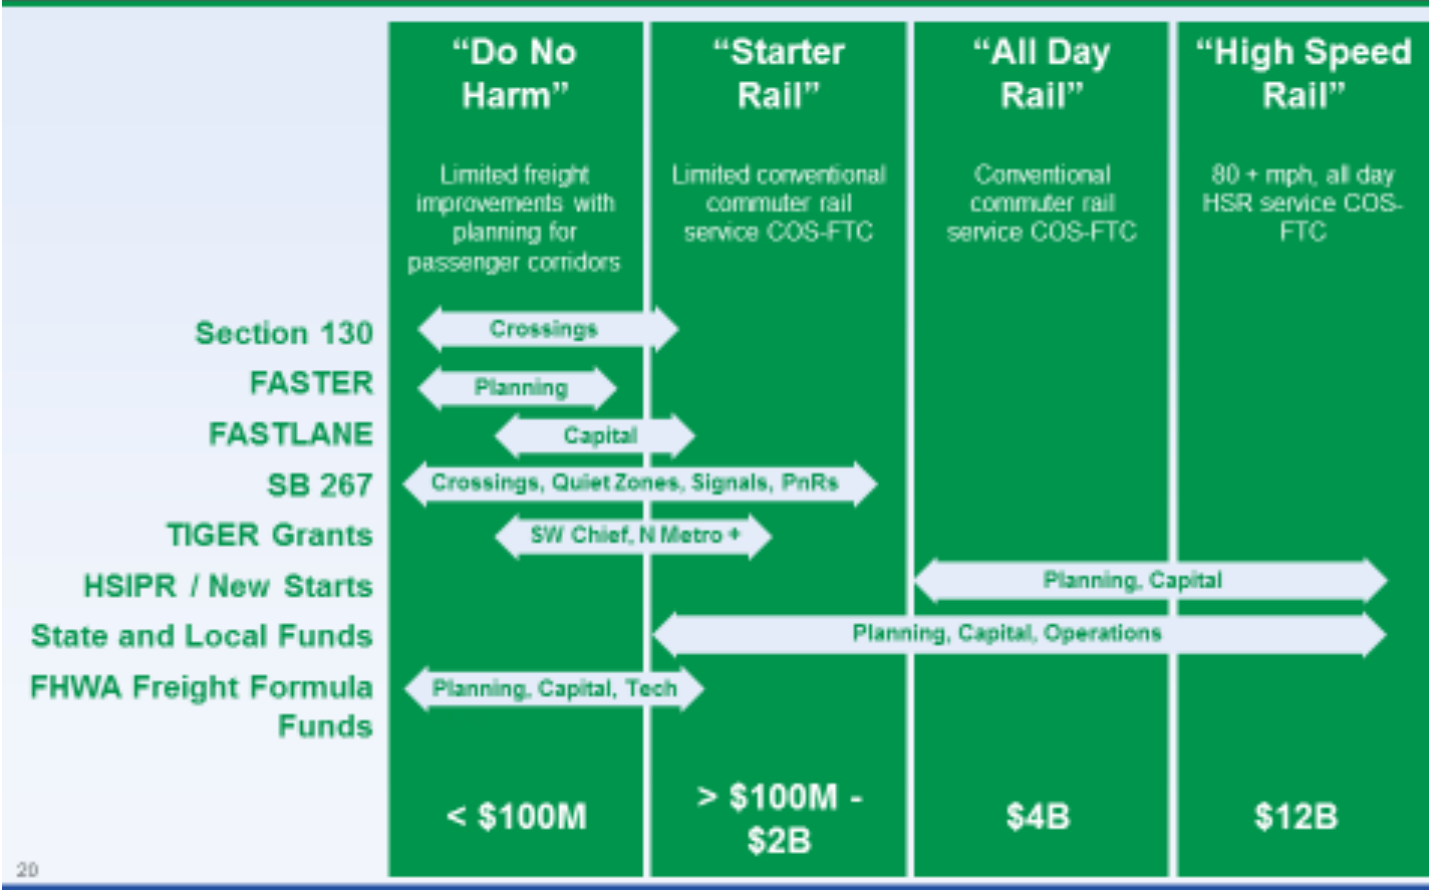 “Do No
Harm”
“Starter
Rail”
“All Day
Rail”
“High Speed
Rail”
Limited freight
improvements with
planning for
passenger corridors
Limited conventional
commuter rail
service COS-FTC
Conventional
commuter rail
service COS-FTC
80 + mph, all day
HSR service COS-
FTC
Section 130
Crossings
FASTER
Planning
FASTLANE
Capital
SB 267
Crossings, Quiet Zones, Signals, PnRs
TIGER Grants
SW Chief, N Metro +
HSIPR / New Starts
Planning, Capital
State and Local Funds
Planning, Capital, Operations
FHWA Freight Formula
Funds
Planning, Capital, Tech
< $100M
> $100M -
$2B
$4B
$12B
20